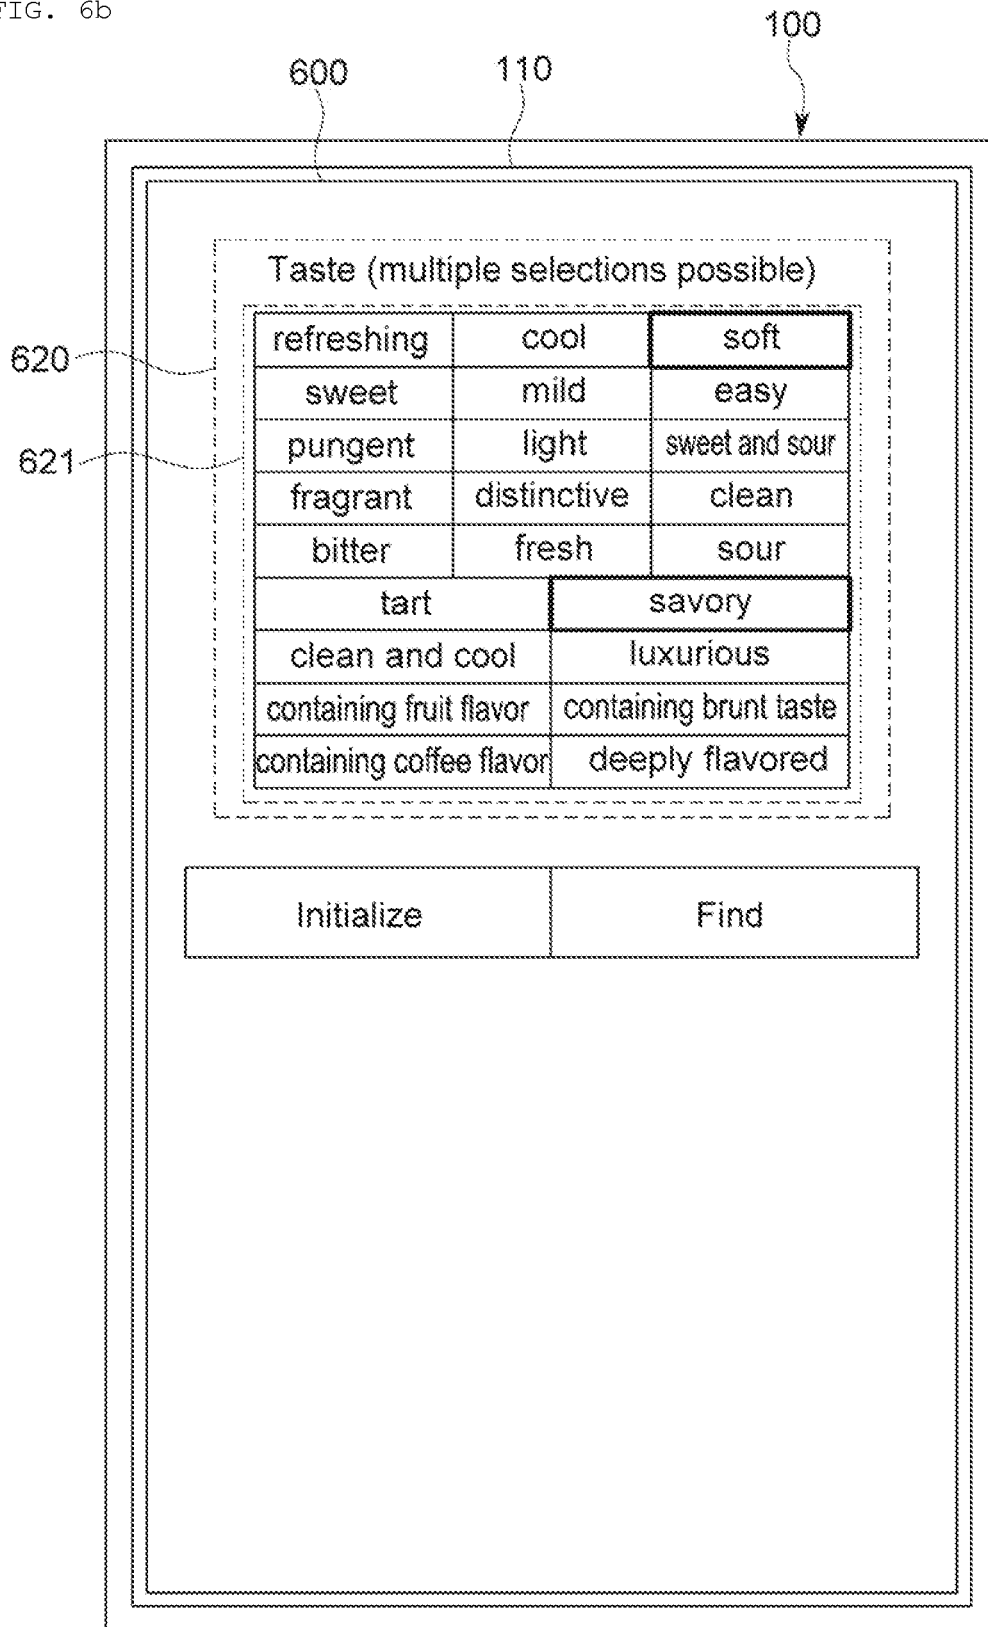 FIG. 6b
100
600
110
Taste (multiple selections possible)
620
621
refreshing cool soft
sweet mild easy
pungent light sweet and sour
fragrant distinctive clean
bitter fresh sour
tart savory
clean and cool luxurious
containing fruit flavor containing brunt taste
containing coffee flavor deeply flavored
Initialize Find